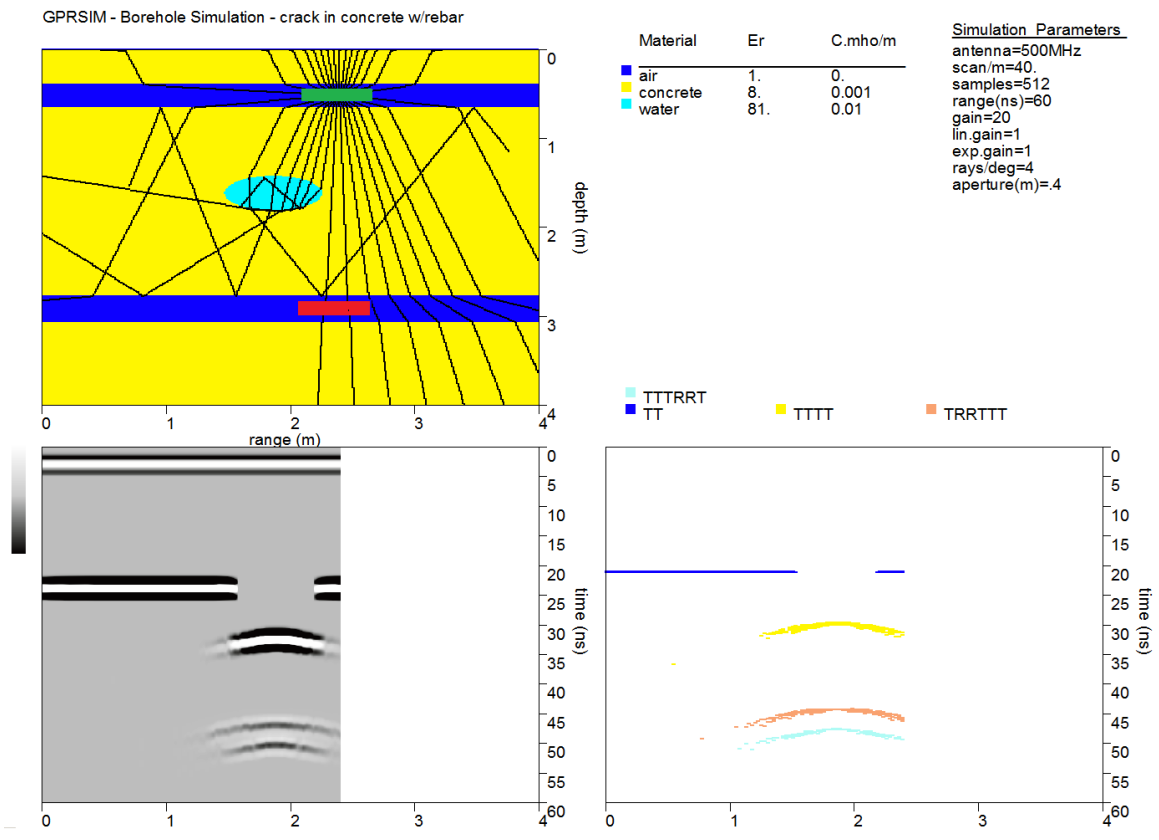 GPRSIM - Borehole Simulation - crack in concrete w/rebar
0
1
2
3
4
depth (m)
0 1 2 3 4
range (m)
Material Er C.mho/m
air 1. 0.
concrete 8. 0.001
water 81. 0.01
Simulation Parameters
antenna=500MHz
scan/m=40.
samples=512
range(ns)=60
gain=20
lin.gain=1
exp.gain=1
rays/deg=4
aperture(m)=.4
TTTRRT
TT TTTT TRRTTT
0
5
10
15
20
25
30
35
40
45
50
55
60
time (ns)
0 1 2 3 4
0
5
10
15
20
25
30
35
40
45
50
55
60
time (ns)
0 1 2 3 4